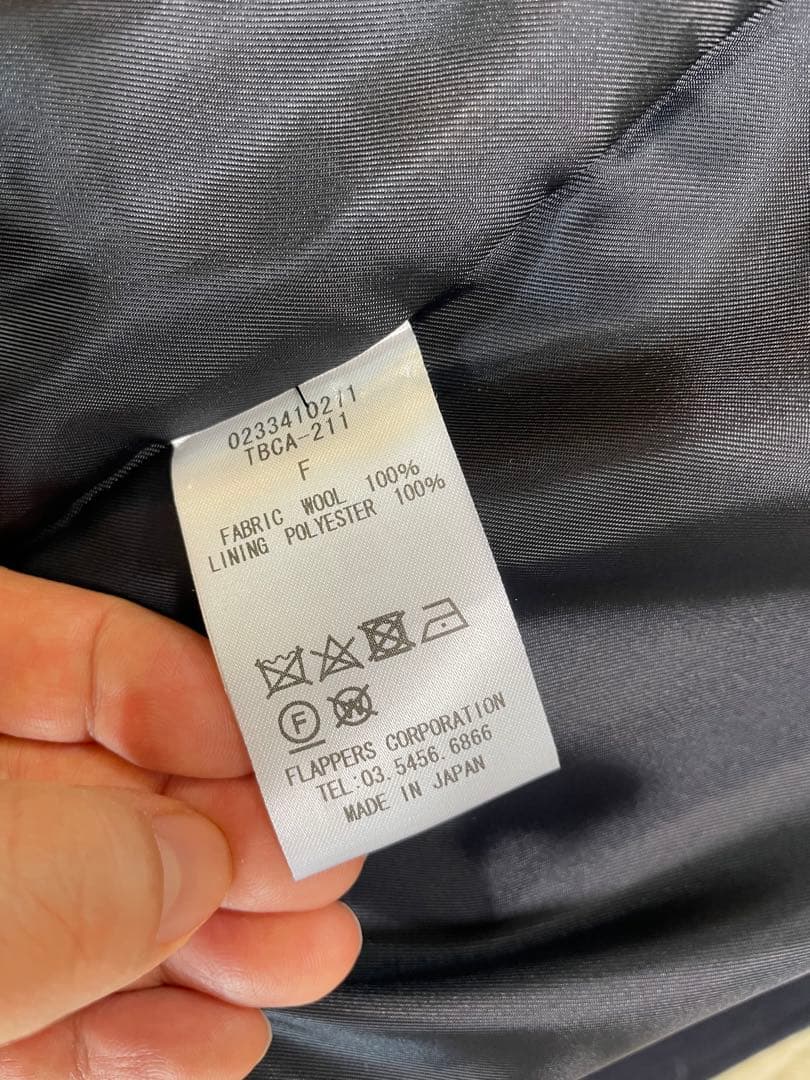 0233410271
TBCA-211
F
FABRIC WOOL 100%
LINING POLYESTER 100%
F
W
FLAPPERS CORPORATION
TEL:03.5456.6866
MADE IN JAPAN